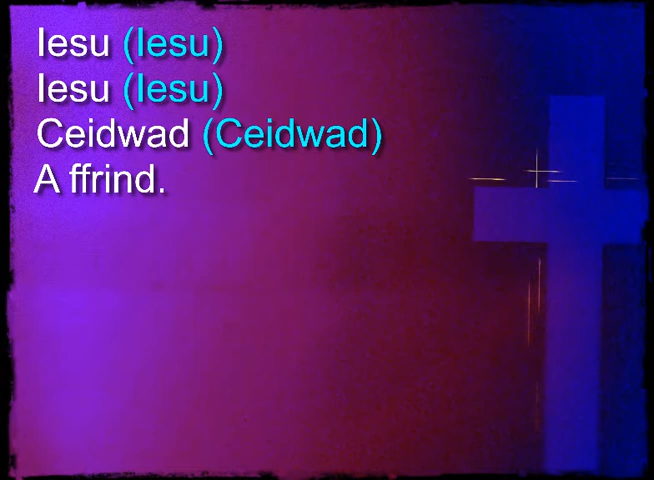 Iesu (Iesu)
Iesu (Iesu)
Ceidwad (Ceidwad)
A ffrind.